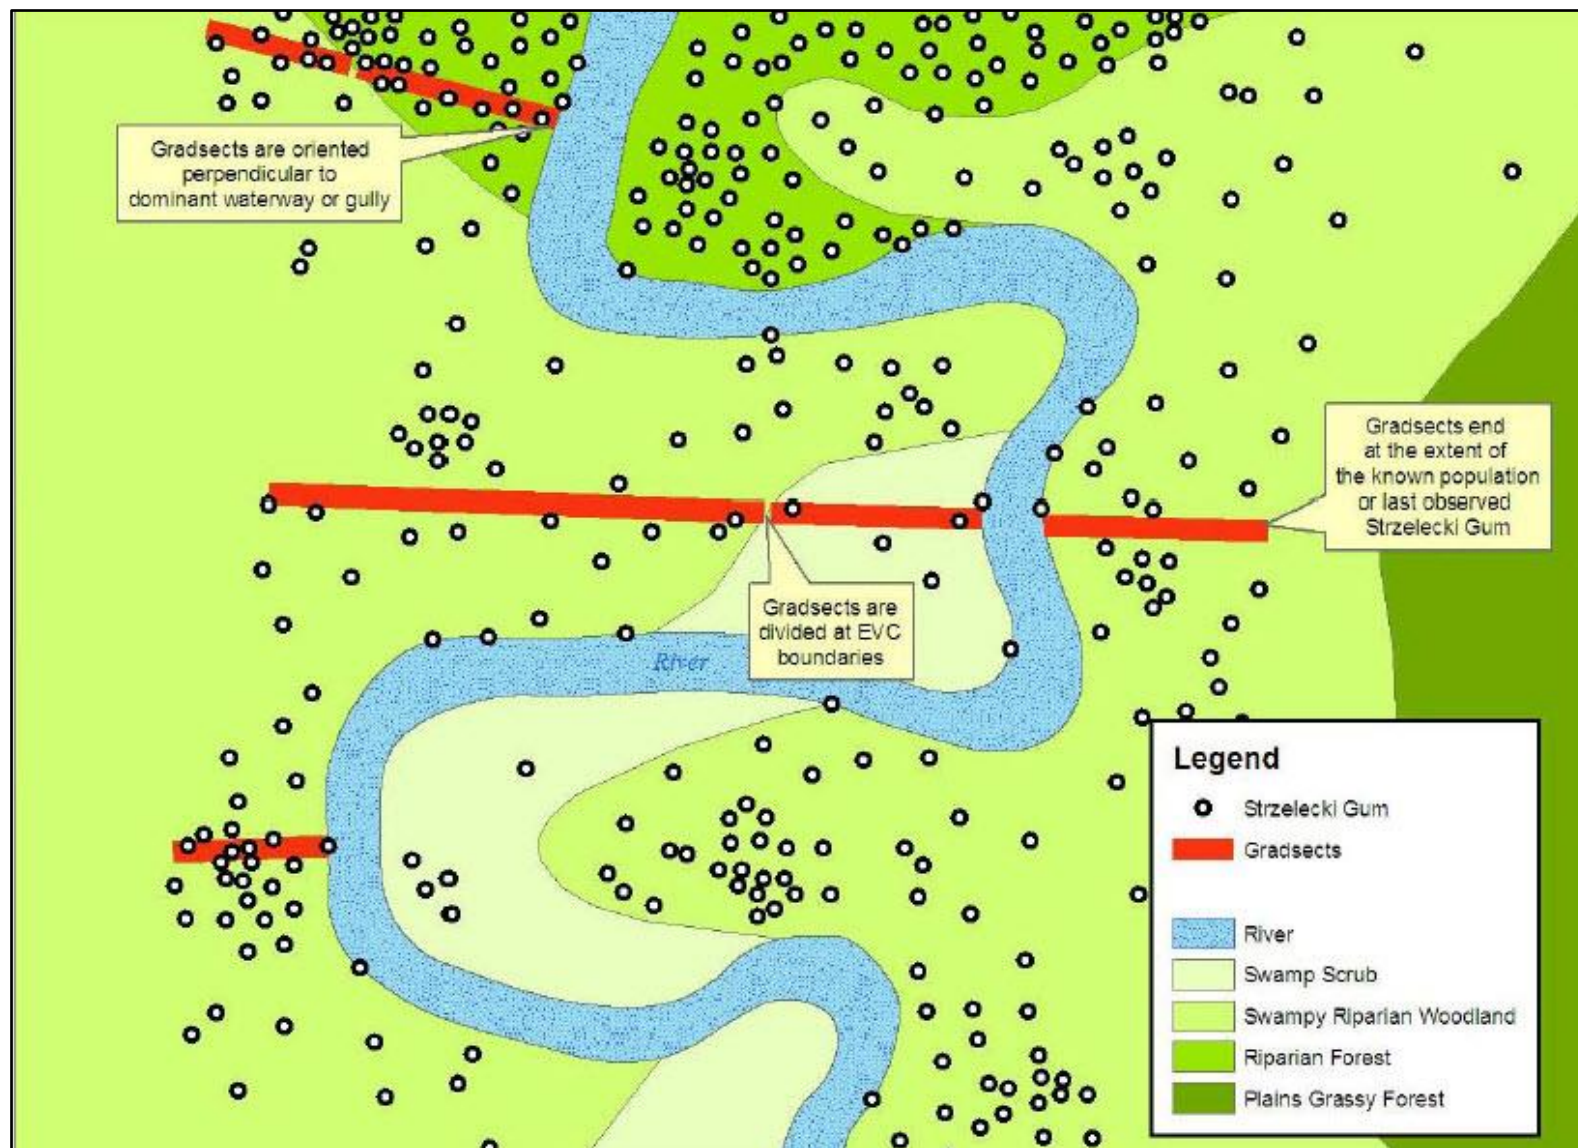 Gradsects are oriented
perpendicular to
dominant waterway or gully
Gradsects end
at the extent of
the known population
or last observed
Strzelecki Gum
Gradsects are
divided at EVC
boundaries
River
Legend
Strzelecki Gum
Gradsects
River
Swamp Scrub
Swampy Riparian Woodland
Riparian Forest
Plains Grassy Forest